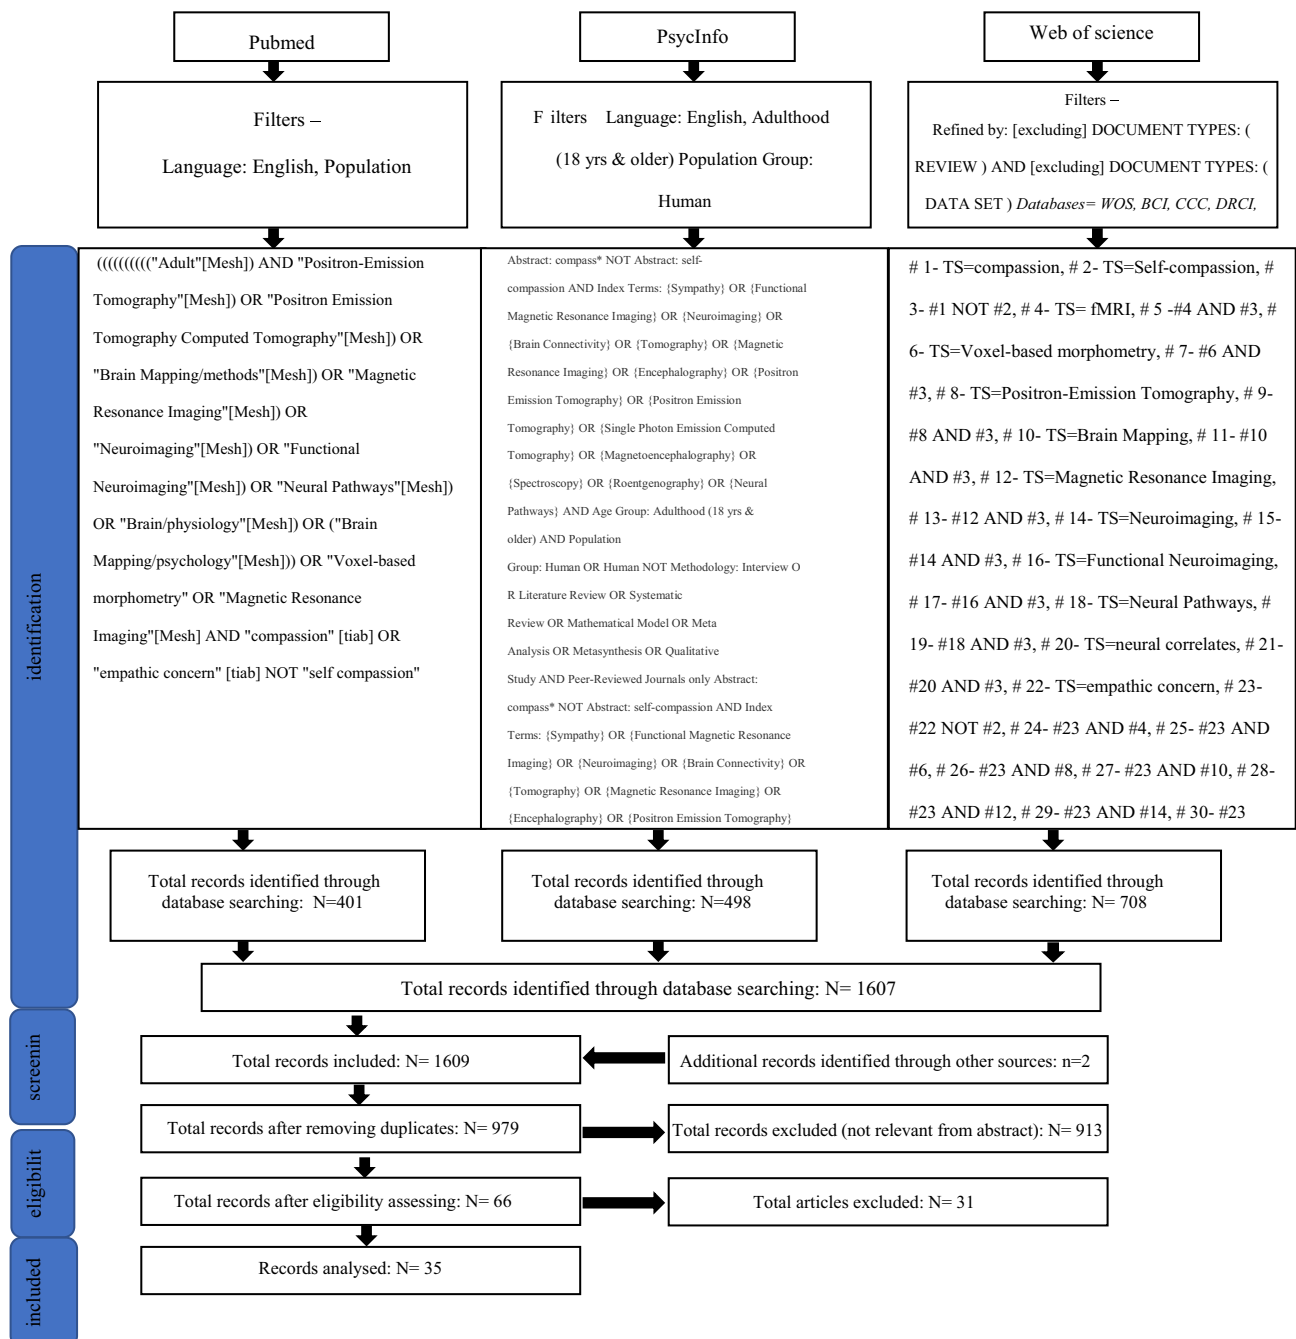 Pubmed
PsycInfo
Web of science
Filters –
Language: English, Population
F ilters Language: English, Adulthood
(18 yrs & older) Population Group:
Human
Filters –
Refined by: [excluding] DOCUMENT TYPES: (
REVIEW ) AND [excluding] DOCUMENT TYPES: (
DATA SET ) Databases= WOS, BCI, CCC, DRCI,
identification
(((((((((("Adult"[Mesh]) AND "Positron-Emission
Tomography"[Mesh]) OR "Positron Emission
Tomography Computed Tomography"[Mesh]) OR
"Brain Mapping/methods"[Mesh]) OR "Magnetic
Resonance Imaging"[Mesh]) OR
"Neuroimaging"[Mesh]) OR "Functional
Neuroimaging"[Mesh]) OR "Neural Pathways"[Mesh])
OR "Brain/physiology"[Mesh]) OR ("Brain
Mapping/psychology"[Mesh])) OR "Voxel-based
morphometry" OR "Magnetic Resonance
Imaging"[Mesh] AND "compassion" [tiab] OR
"empathic concern" [tiab] NOT "self compassion"
Abstract: compass* NOT Abstract: self-
compassion AND Index Terms: {Sympathy} OR {Functional
Magnetic Resonance Imaging} OR {Neuroimaging} OR
{Brain Connectivity} OR {Tomography} OR {Magnetic
Resonance Imaging} OR {Encephalography} OR {Positron
Emission Tomography} OR {Positron Emission
Tomography} OR {Single Photon Emission Computed
Tomography} OR {Magnetoencephalography} OR
{Spectroscopy} OR {Roentgenography} OR {Neural
Pathways} AND Age Group: Adulthood (18 yrs &
older) AND Population
Group: Human OR Human NOT Methodology: Interview O
R Literature Review OR Systematic
Review OR Mathematical Model OR Meta
Analysis OR Metasynthesis OR Qualitative
Study AND Peer-Reviewed Journals only Abstract:
compass* NOT Abstract: self-compassion AND Index
Terms: {Sympathy} OR {Functional Magnetic Resonance
Imaging} OR {Neuroimaging} OR {Brain Connectivity} OR
{Tomography} OR {Magnetic Resonance Imaging} OR
{Encephalography} OR {Positron Emission Tomography}
# 1- TS=compassion, # 2- TS=Self-compassion, #
3- #1 NOT #2, # 4- TS= fMRI, # 5 -#4 AND #3, #
6- TS=Voxel-based morphometry, # 7- #6 AND
#3, # 8- TS=Positron-Emission Tomography, # 9-
#8 AND #3, # 10- TS=Brain Mapping, # 11- #10
AND #3, # 12- TS=Magnetic Resonance Imaging,
# 13- #12 AND #3, # 14- TS=Neuroimaging, # 15-
#14 AND #3, # 16- TS=Functional Neuroimaging,
# 17- #16 AND #3, # 18- TS=Neural Pathways, #
19- #18 AND #3, # 20- TS=neural correlates, # 21-
#20 AND #3, # 22- TS=empathic concern, # 23-
#22 NOT #2, # 24- #23 AND #4, # 25- #23 AND
#6, # 26- #23 AND #8, # 27- #23 AND #10, # 28-
#23 AND #12, # 29- #23 AND #14, # 30- #23
Total records identified through
database searching: N=401
Total records identified through
database searching: N=498
Total records identified through
database searching: N= 708
Total records identified through database searching: N= 1607
screenin
Total records included: N= 1609
Additional records identified through other sources: n=2
Total records after removing duplicates: N= 979
Total records excluded (not relevant from abstract): N= 913
eligibilit
Total records after eligibility assessing: N= 66
Total articles excluded: N= 31
included
Records analysed: N= 35